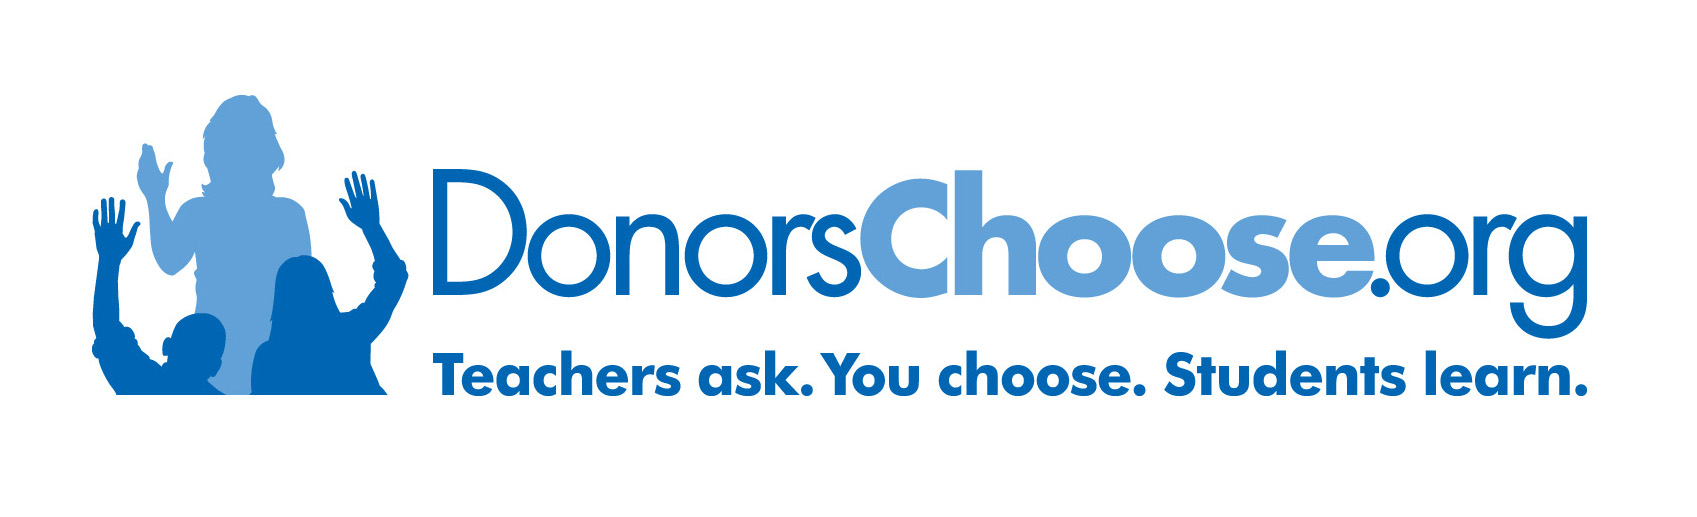 DonorsChoose.org
Teachers ask. You choose. Students learn.